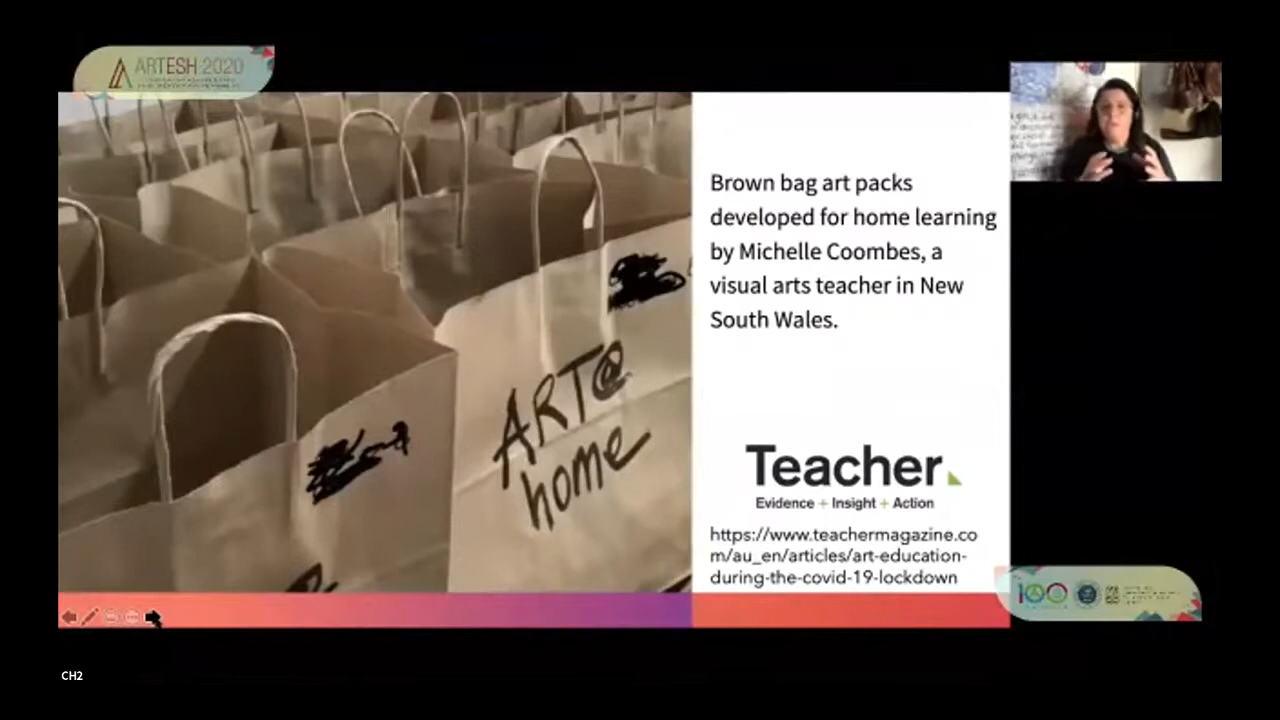 ARTESH 2020
ART@
home
Brown bag art packs
developed for home learning
by Michelle Coombes, a
visual arts teacher in New
South Wales.
Teacher
Evidence + Insight + Action
https://www.teachermagazine.co
m/au_en/articles/art-education-
during-the-covid-19-lockdown
100
CH2